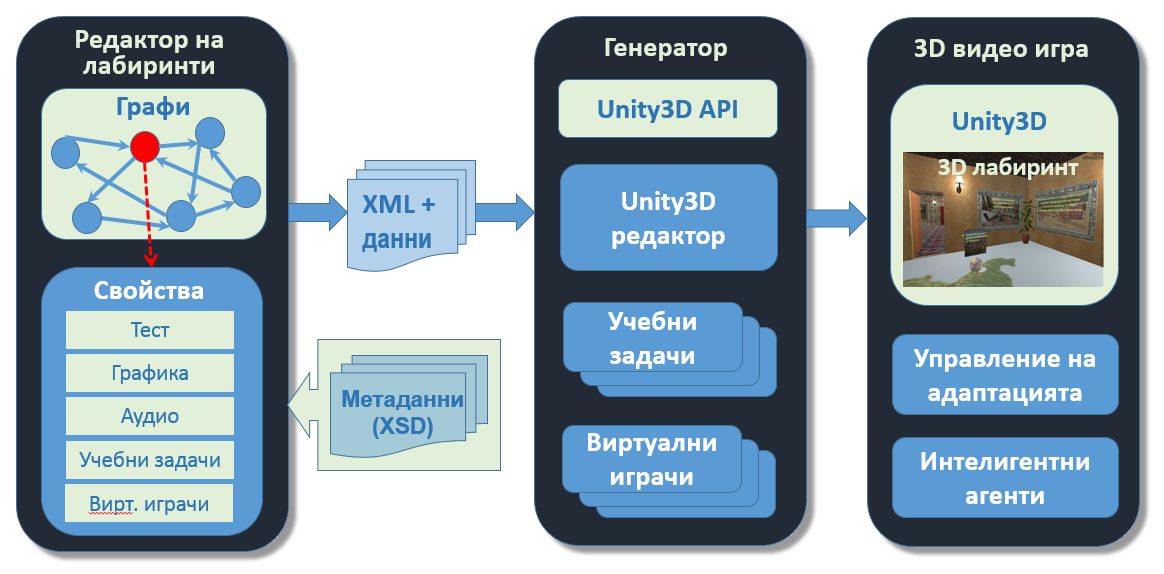 Редактор на
лабиринти
Графи
Свойства
Тест
Графика
Аудио
Учебни задачи
Вирт. играчи
XML +
данни
Метаданни
(XSD)
Генератор
Unity3D API
Unity3D
редактор
Учебни
задачи
Виртуални
играчи
3D видео игра
Unity3D
3D лабиринт
Управление на
адаптацията
Интелигентни
агенти